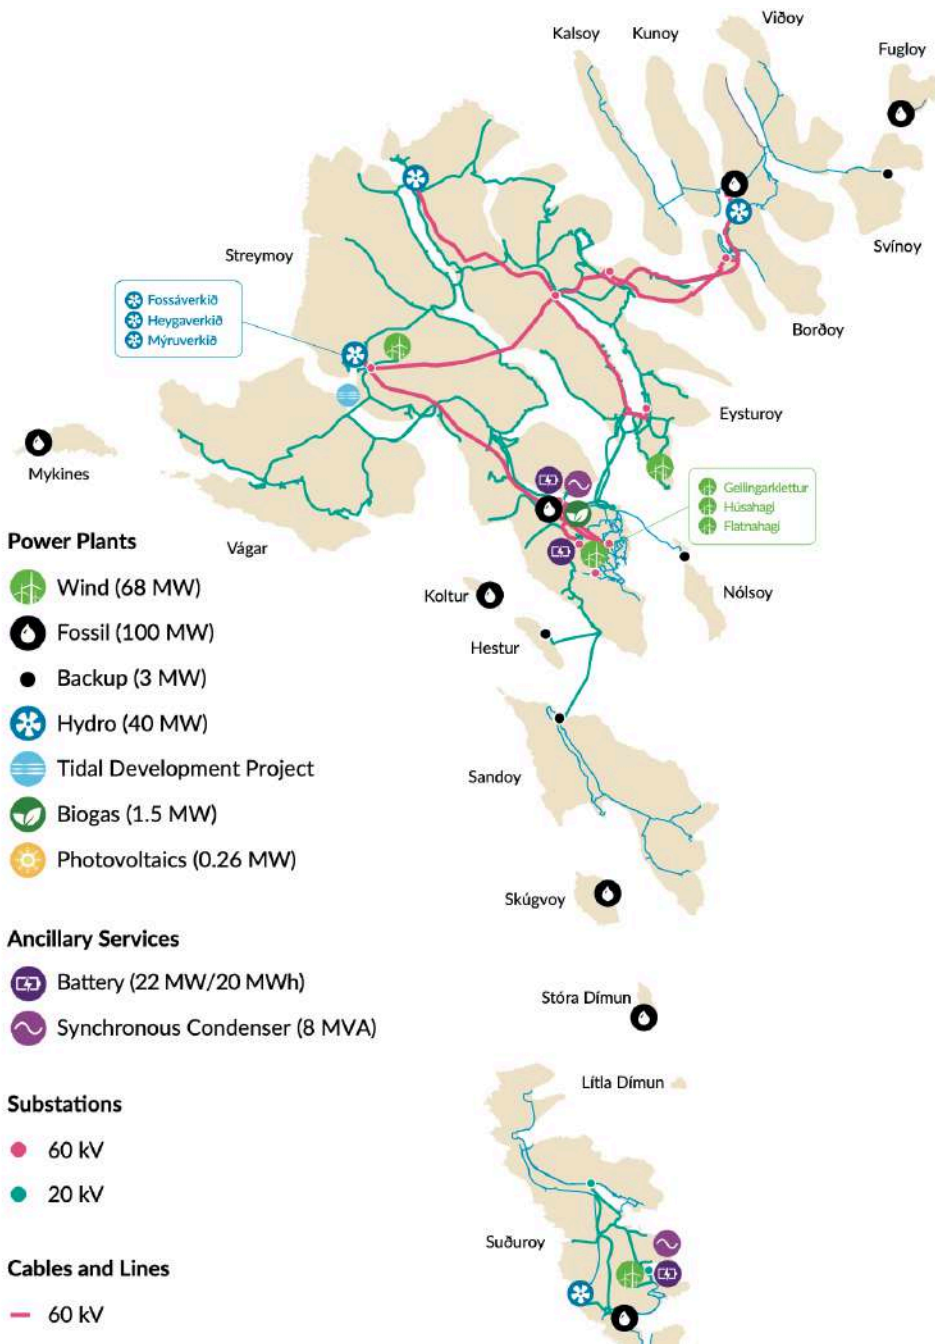 Viðoy
Kalsoy
Kunoy
Fugloy
Streymoy
Svínoy
Fossáverkið
Heygaverkið
Mýruverkið
Borðoy
Eysturoy
Mykines
Geilingarklettur
Húsahagi
Flatnahagi
Vágar
Power Plants
Wind (68 MW)
Koltur
Nólsoy
Fossil (100 MW)
Hestur
Backup (3 MW)
Hydro (40 MW)
Tidal Development Project
Sandoy
Biogas (1.5 MW)
Photovoltaics (0.26 MW)
Skúgvoy
Ancillary Services
Battery (22 MW/20 MWh)
Stóra Dímun
Synchronous Condenser (8 MVA)
Lítla Dímun
Substations
60 kV
20 kV
Suðuroy
Cables and Lines
60 kV